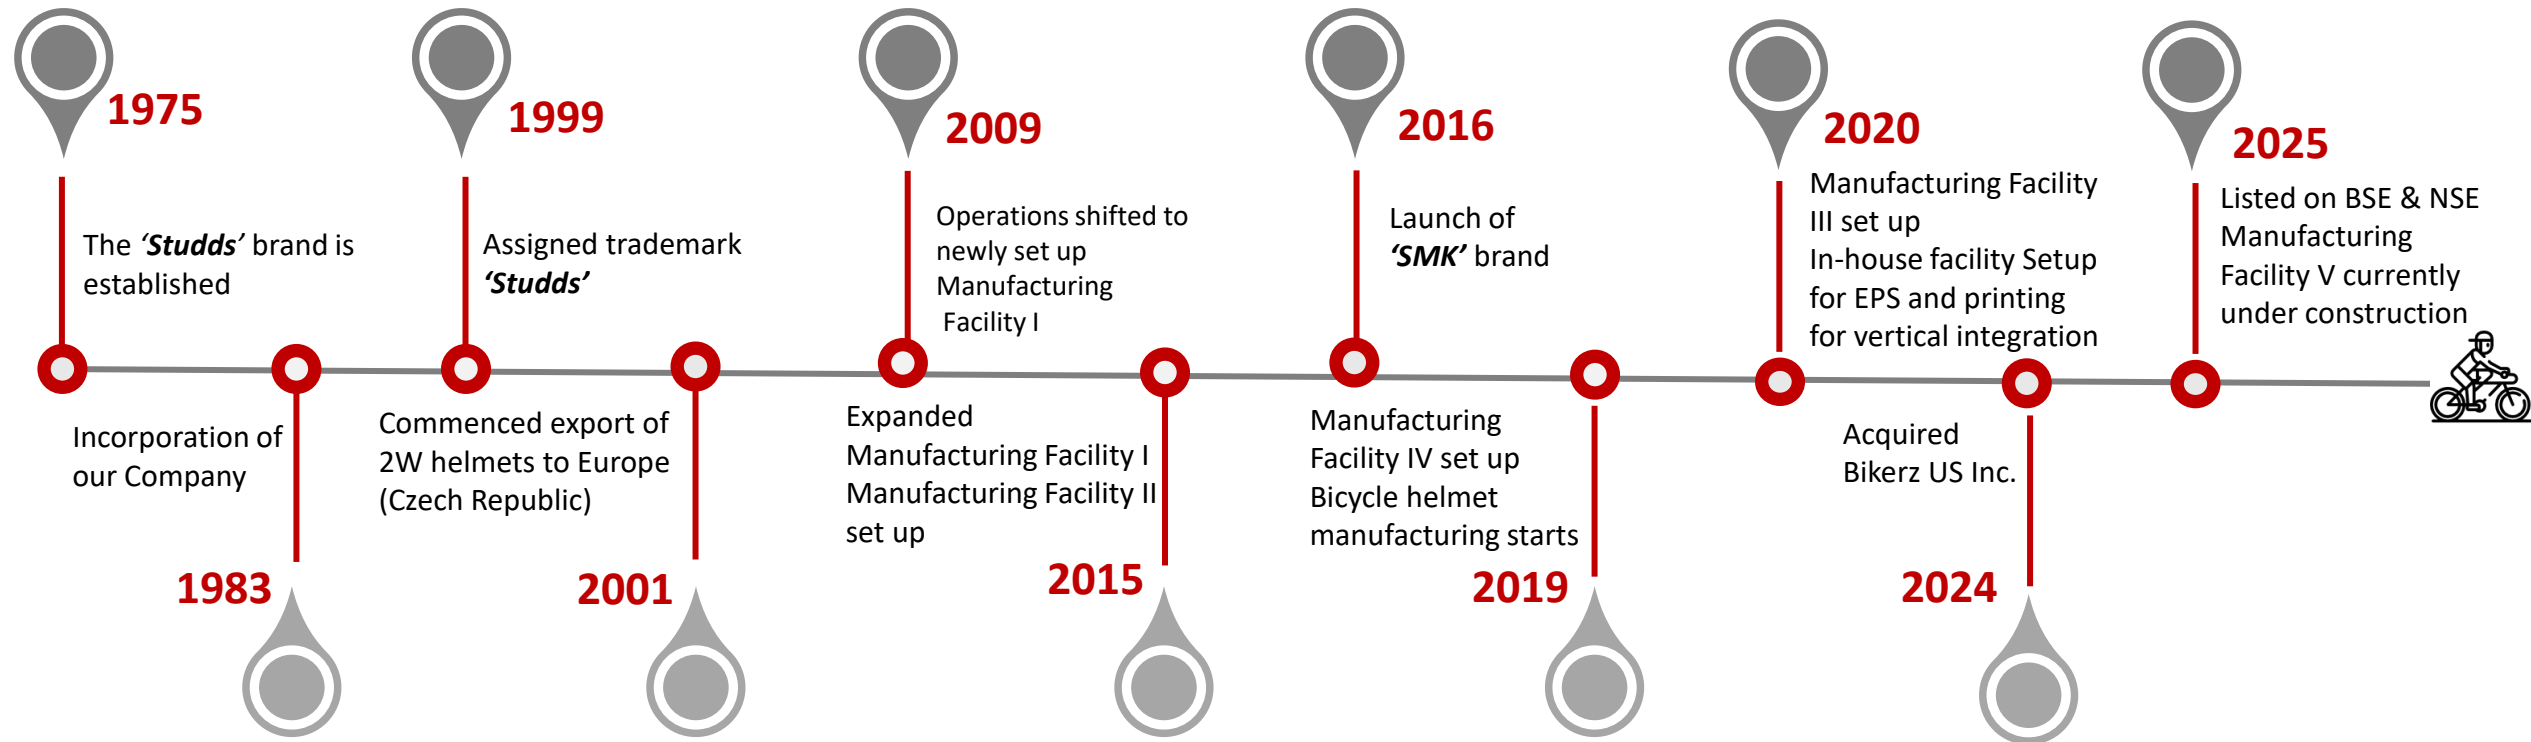 1975
The ‘Studds’ brand is
established
1983
Incorporation of
our Company
1999
Assigned trademark
‘Studds’
2001
Commenced export of
2W helmets to Europe
(Czech Republic)
2009
Operations shifted to
newly set up
Manufacturing
Facility I
2015
Expanded
Manufacturing Facility I
Manufacturing Facility II
set up
2016
Launch of
‘SMK’ brand
2019
Manufacturing
Facility IV set up
Bicycle helmet
manufacturing starts
2020
Manufacturing Facility
III set up
In-house facility Setup
for EPS and printing
for vertical integration
2024
Acquired
Bikerz US Inc.
2025
Listed on BSE & NSE
Manufacturing
Facility V currently
under construction